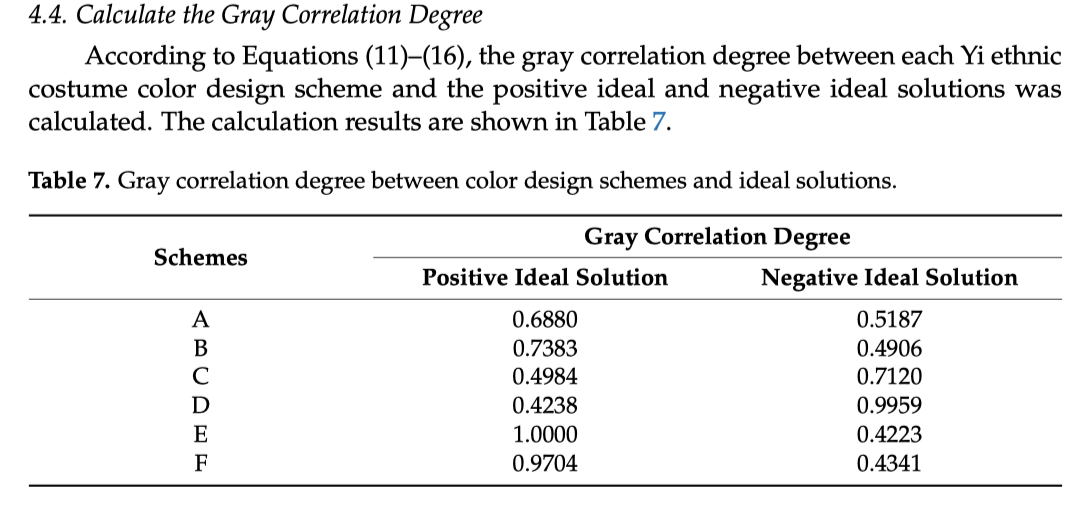 4.4. Calculate the Gray Correlation Degree
According to Equations (11)–(16), the gray correlation degree between each Yi ethnic
costume color design scheme and the positive ideal and negative ideal solutions was
calculated. The calculation results are shown in Table 7.
Table 7. Gray correlation degree between color design schemes and ideal solutions.
Schemes
Gray Correlation Degree
Positive Ideal Solution Negative Ideal Solution
A 0.6880 0.5187
B 0.7383 0.4906
C 0.4984 0.7120
D 0.4238 0.9959
E 1.0000 0.4223
F 0.9704 0.4341